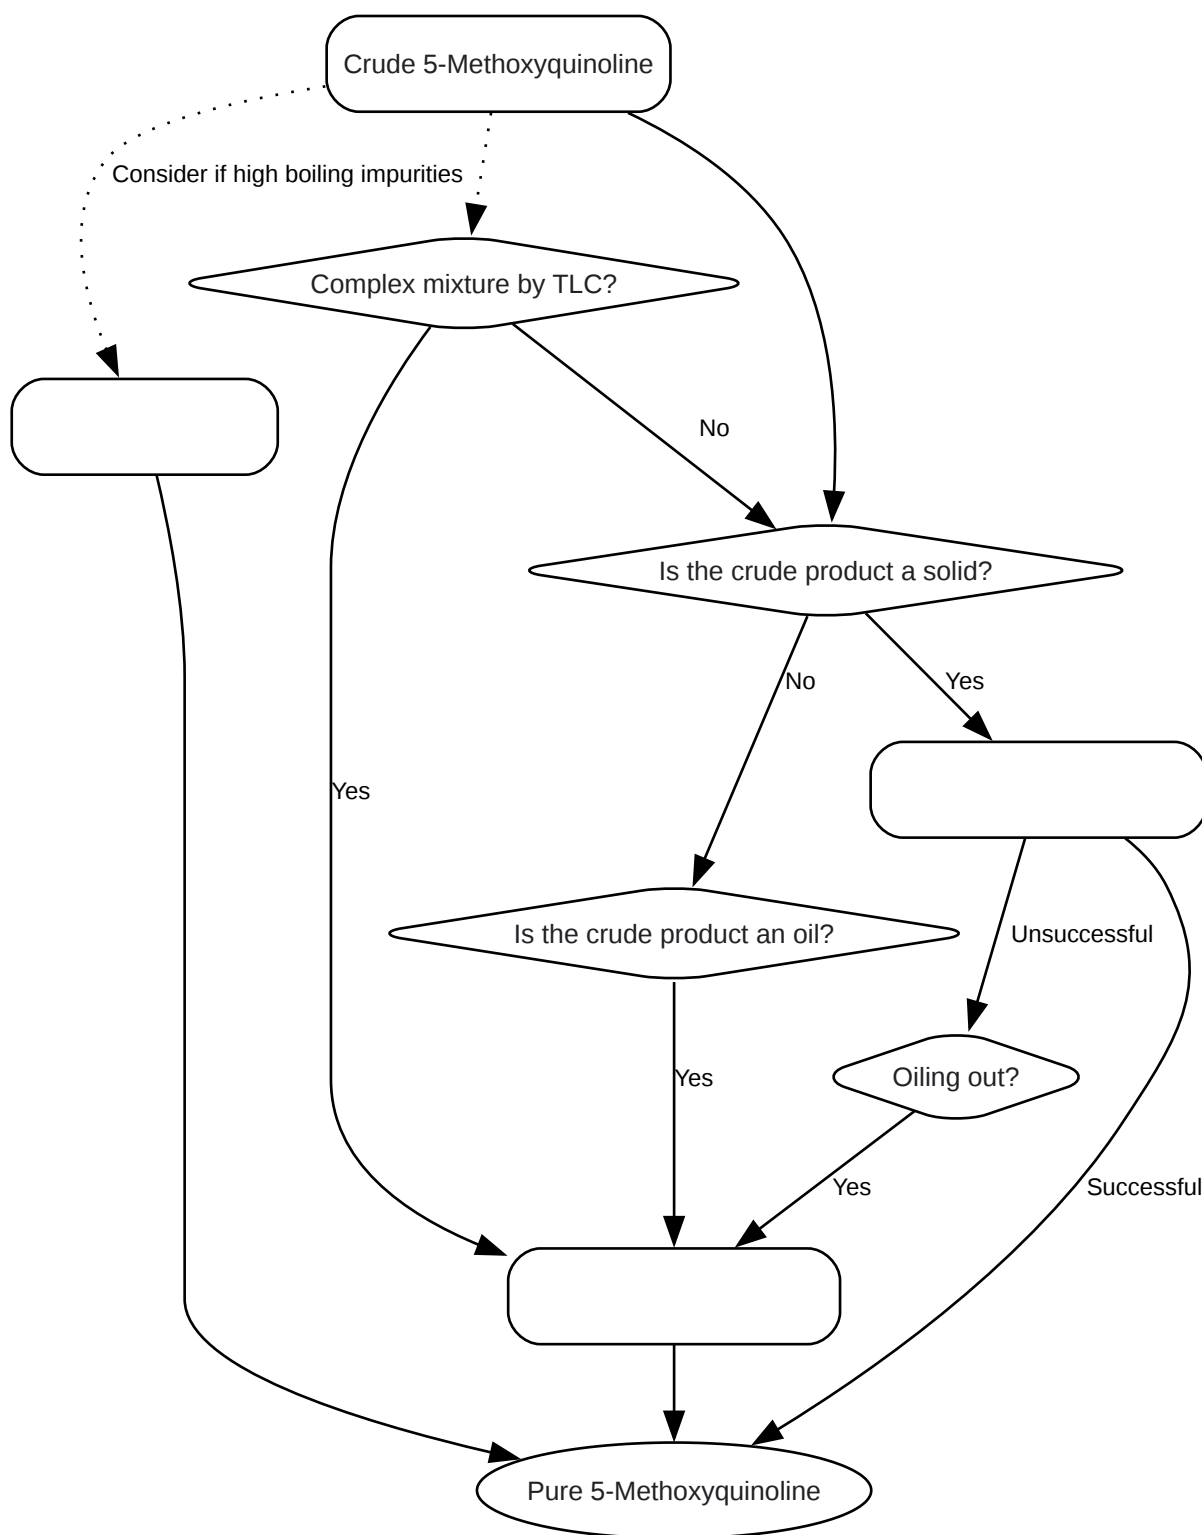 Crude 5-Methoxyquinoline
Consider if high boiling impurities
Complex mixture by TLC?
No
Is the crude product a solid?
No
Yes
Yes
Is the crude product an oil?
Unsuccessful
Yes
Oiling out?
Yes
Successful
Pure 5-Methoxyquinoline